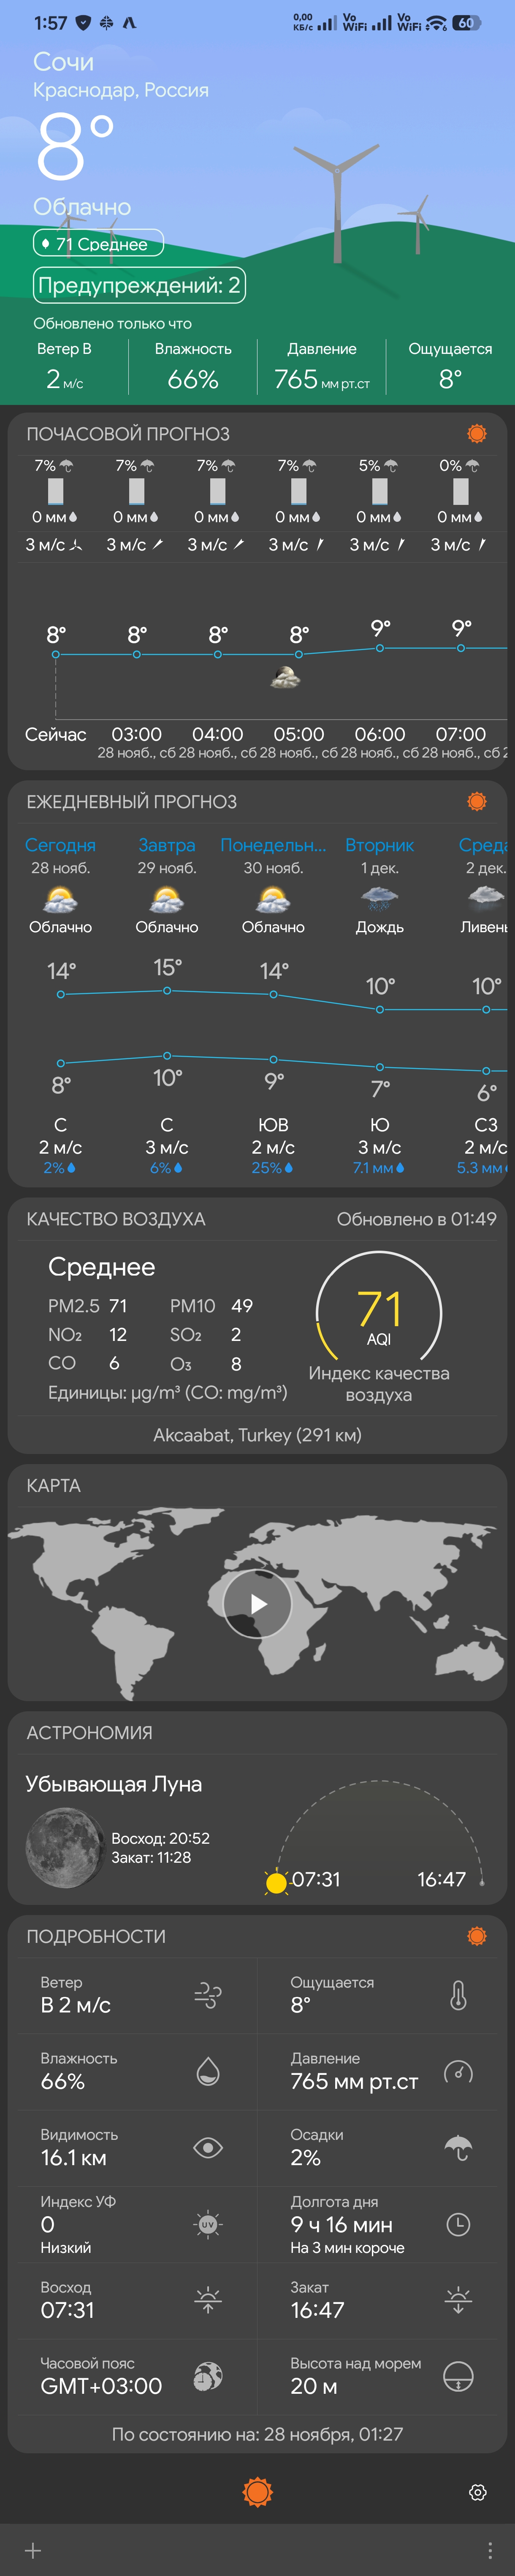 1:57
0,00 КБ/с
Vo WiFi
Vo WiFi
6
60
Сочи
Краснодар, Россия
8°
Облачно
71 Среднее
Предупреждений: 2
Обновлено только что
Ветер В Влажность Давление Ощущается
2 м/с 66% 765 мм рт.ст 8°
ПОЧАСОВОЙ ПРОГНОЗ
7% 7% 7% 7% 5% 0%
0 мм 0 мм 0 мм 0 мм 0 мм 0 мм
3 м/с 3 м/с 3 м/с 3 м/с 3 м/с 3 м/с
8° 8° 8° 8° 9° 9°
Сейчас 03:00 04:00 05:00 06:00 07:00
28 нояб., сб 28 нояб., сб 28 нояб., сб 28 нояб., сб 28 нояб., сб 2
ЕЖЕДНЕВНЫЙ ПРОГНОЗ
Сегодня Завтра Понедельн... Вторник Среда
28 нояб. 29 нояб. 30 нояб. 1 дек. 2 дек.
Облачно Облачно Облачно Дождь Ливень
14° 15° 14° 10° 10°
8° 10° 9° 7° 6°
С С ЮВ Ю СЗ
2 м/с 3 м/с 2 м/с 3 м/с 2 м/с
2% 6% 25% 7.1 мм 5.3 мм
КАЧЕСТВО ВОЗДУХА Обновлено в 01:49
Среднее
PM2.5 71 PM10 49
NO₂ 12 SO₂ 2
CO 6 O₃ 8
Единицы: µg/m³ (CO: mg/m³)
71
AQI
Индекс качества
воздуха
Akcaabat, Turkey (291 км)
КАРТА
АСТРОНОМИЯ
Убывающая Луна
Восход: 20:52
Закат: 11:28
07:31 16:47
ПОДРОБНОСТИ
Ветер Ощущается
В 2 м/с 8°
Влажность Давление
66% 765 мм рт.ст
Видимость Осадки
16.1 км 2%
Индекс УФ Долгота дня
0 9 ч 16 мин
UV
Низкий На 3 мин короче
Восход Закат
07:31 16:47
Часовой пояс Высота над морем
GMT+03:00 20 м
По состоянию на: 28 ноября, 01:27